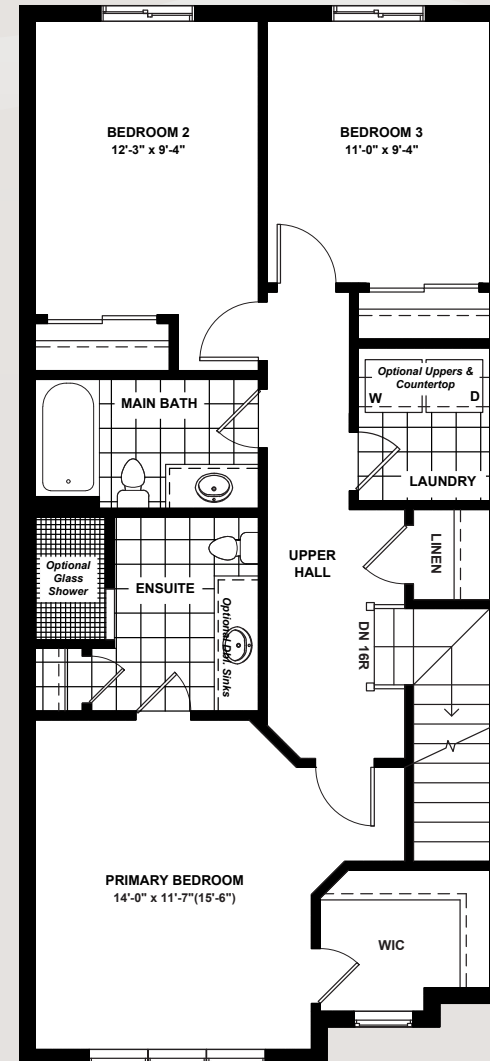 BEDROOM 2
12'-3" x 9'-4"
BEDROOM 3
11'-0" x 9'-4"
Optional Uppers &
Countertop
W
D
MAIN BATH
LAUNDRY
Optional
Glass
Shower
ENSUITE
Optional Dbl. Sinks
UPPER
HALL
LINEN
DN 16R
N
PRIMARY BEDROOM
14'-0" x 11'-7"(15'-6")
WIC